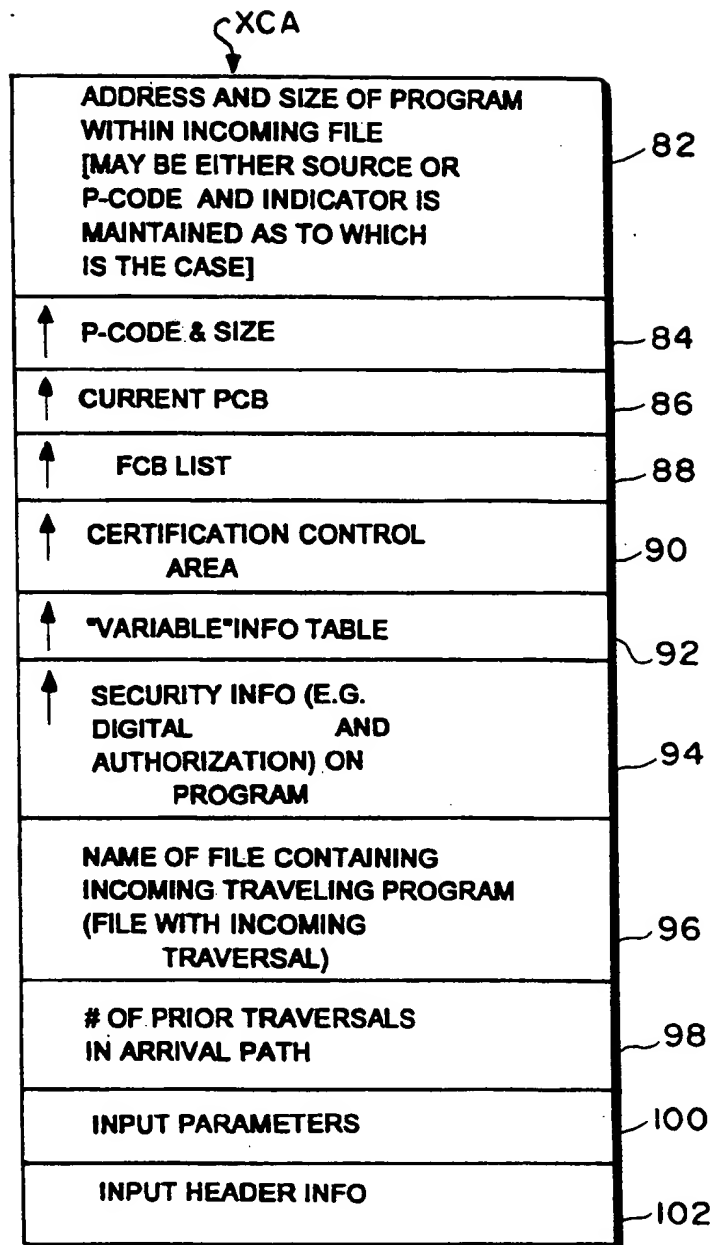 XCA
ADDRESS AND SIZE OF PROGRAM
WITHIN INCOMING FILE
[MAY BE EITHER SOURCE OR
P-CODE AND INDICATOR IS
MAINTAINED AS TO WHICH
IS THE CASE]
82
P-CODE & SIZE
84
CURRENT PCB
86
FCB LIST
88
CERTIFICATION CONTROL
AREA
90
"VARIABLE" INFO TABLE
92
SECURITY INFO (E.G.
DIGITAL AND
AUTHORIZATION) ON
PROGRAM
94
NAME OF FILE CONTAINING
INCOMING TRAVELING PROGRAM
(FILE WITH INCOMING
TRAVERSAL)
96
# OF PRIOR TRAVERSALS
IN ARRIVAL PATH
98
INPUT PARAMETERS
100
INPUT HEADER INFO
102